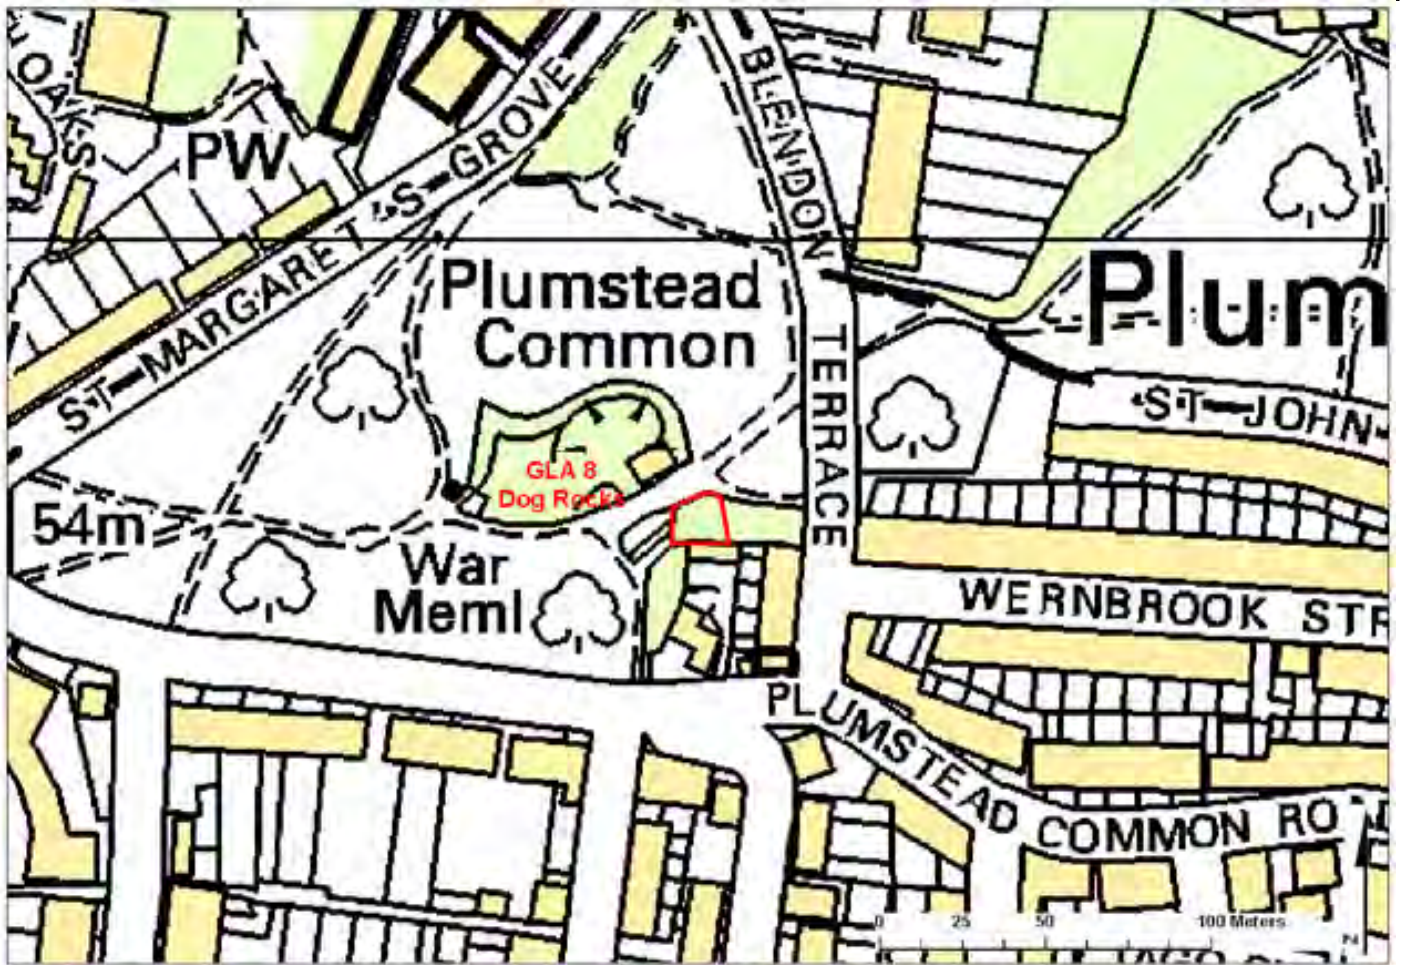 OAKS
PW
ST MARGARET'S GROVE
BLENDON
TERRACE
Plumstead
Common
Plum
ST JOHN
GLA 8
Dog Rocks
54m
War
Meml
WERNBROOK STR
PLUMSTEAD COMMON RO
0 25 50 100 Meters
N